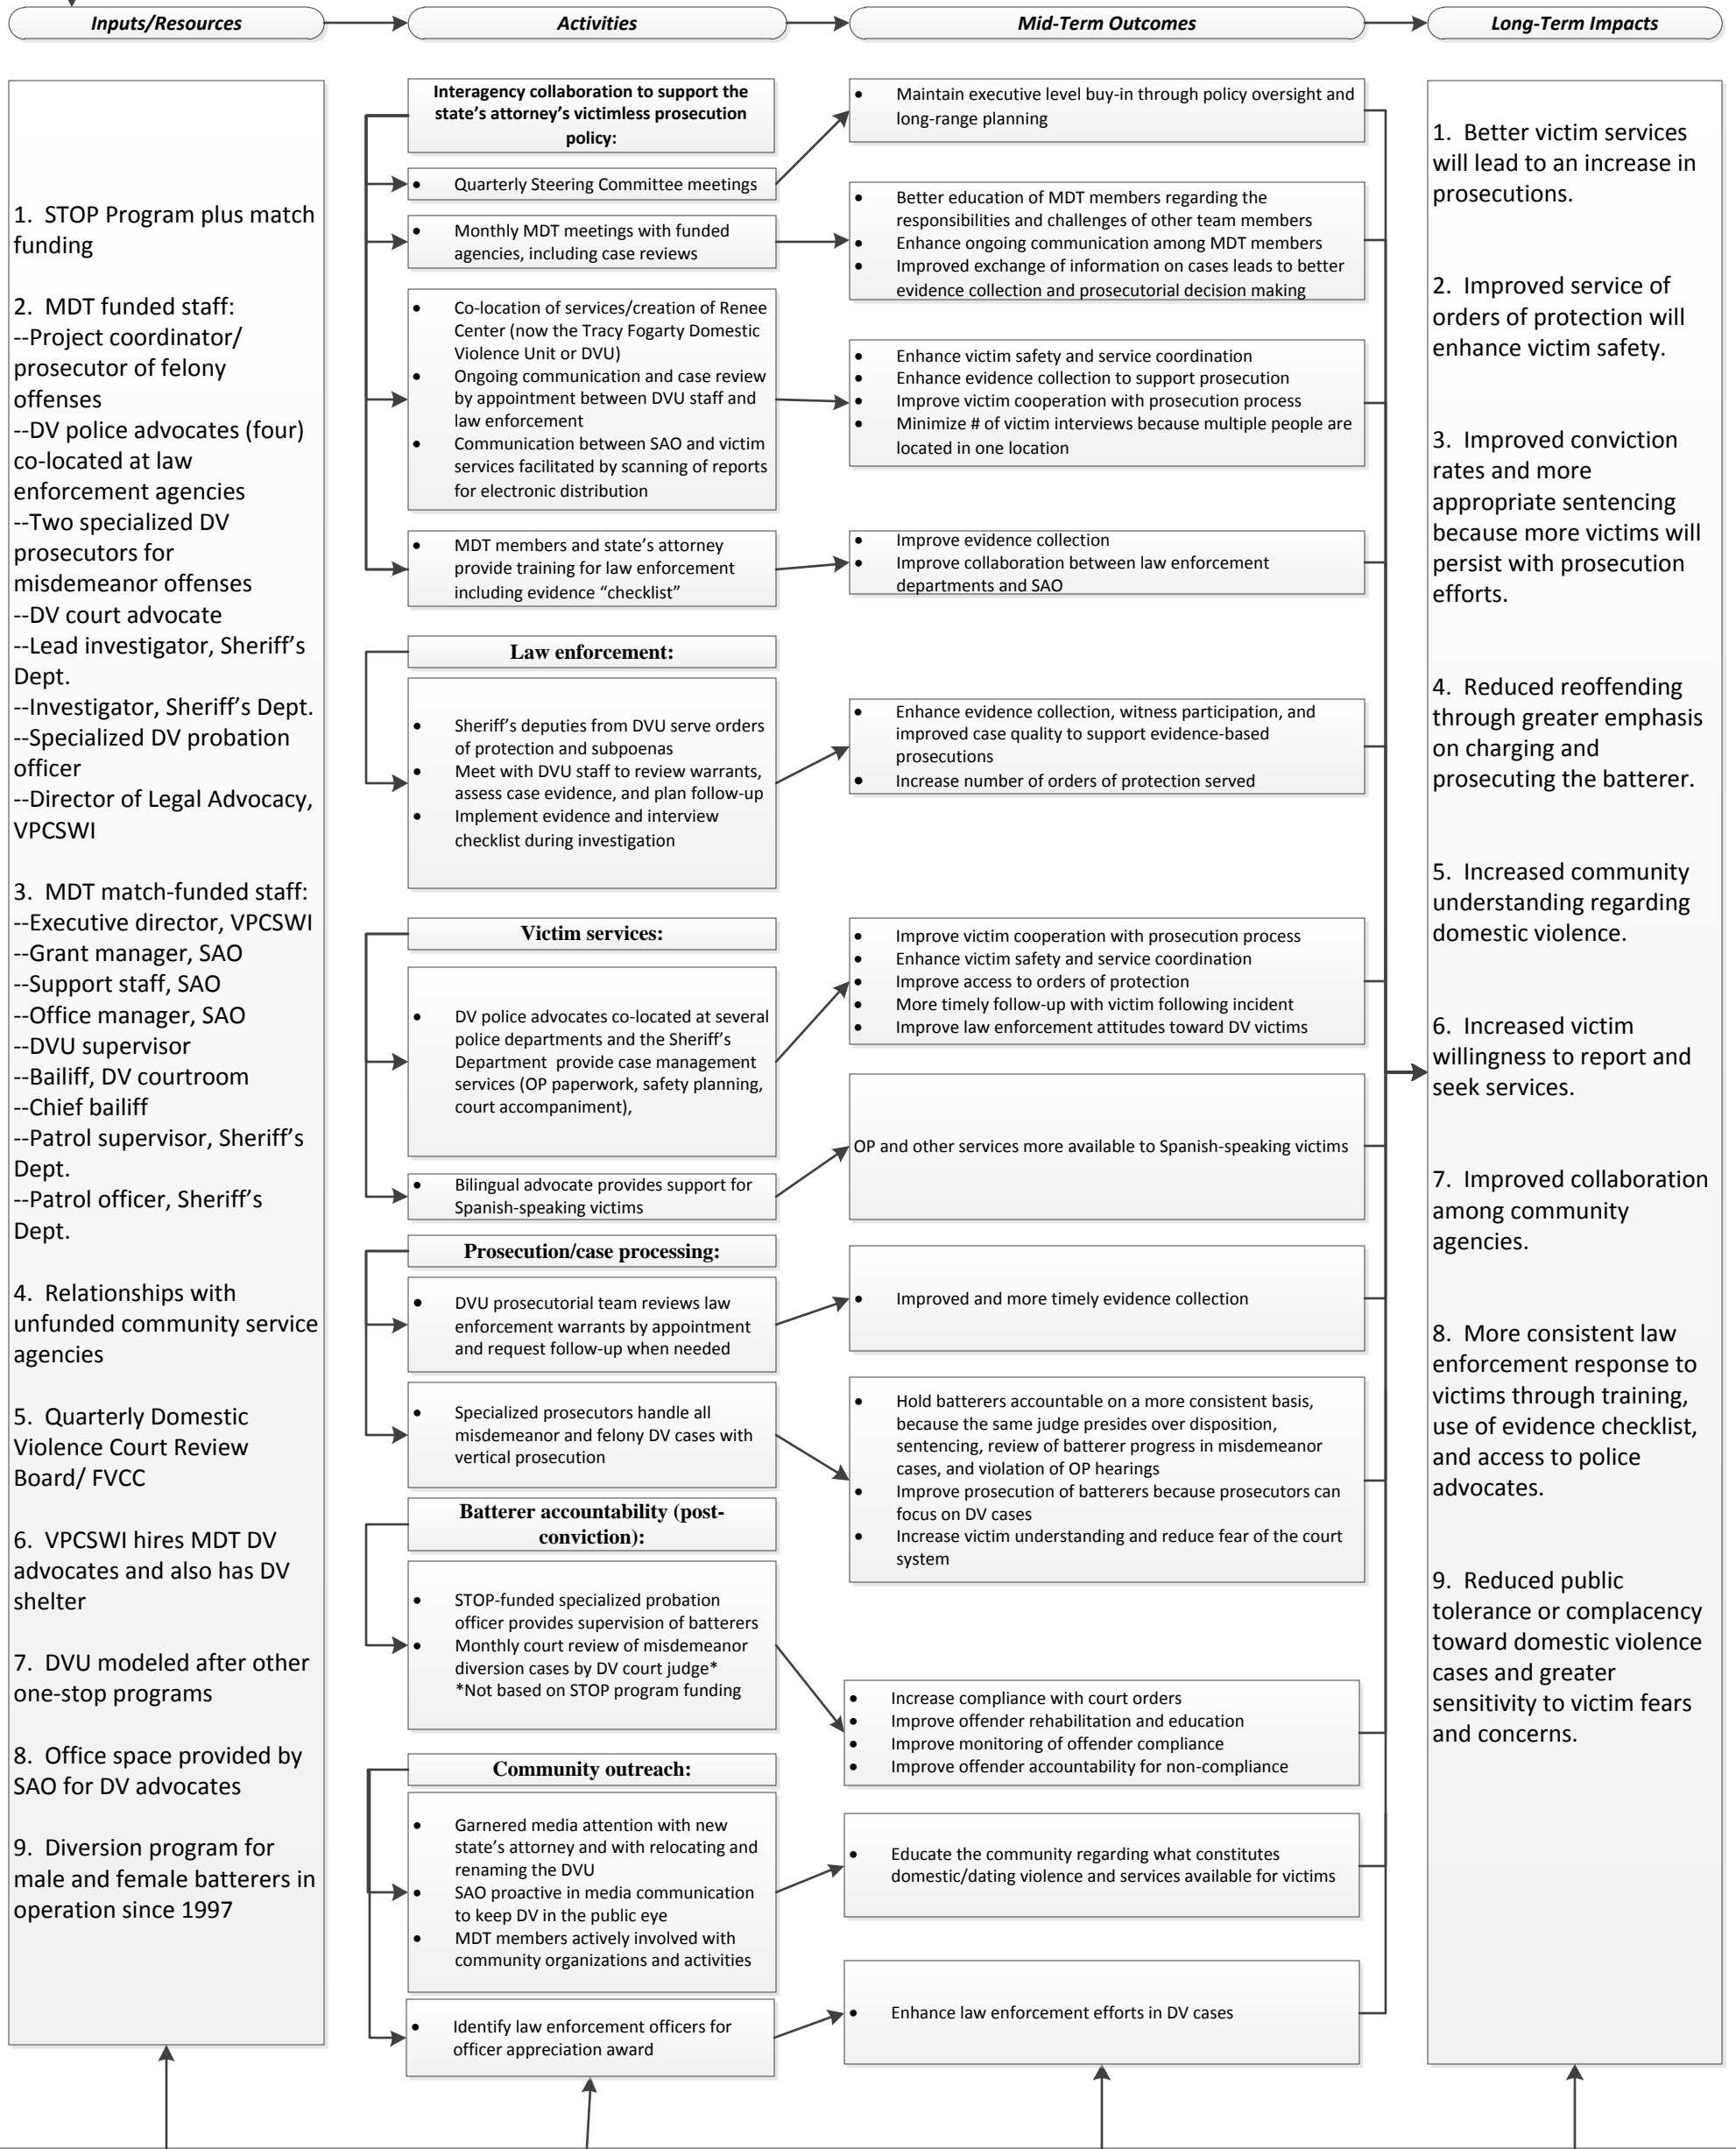 Inputs/Resources
Activities
Mid-Term Outcomes
Long-Term Impacts
1. STOP Program plus match
funding
2. MDT funded staff:
--Project coordinator/
prosecutor of felony
offenses
--DV police advocates (four)
co-located at law
enforcement agencies
--Two specialized DV
prosecutors for
misdemeanor offenses
--DV court advocate
--Lead investigator, Sheriff's
Dept.
--Investigator, Sheriff's Dept.
--Specialized DV probation
officer
--Director of Legal Advocacy,
VPCSWI
3. MDT match-funded staff:
--Executive director, VPCSWI
--Grant manager, SAO
--Support staff, SAO
--Office manager, SAO
--DVU supervisor
--Bailiff, DV courtroom
--Chief bailiff
--Patrol supervisor, Sheriff's
Dept.
--Patrol officer, Sheriff's
Dept.
4. Relationships with
unfunded community service
agencies
5. Quarterly Domestic
Violence Court Review
Board/ FVCC
6. VPCSWI hires MDT DV
advocates and also has DV
shelter
7. DVU modeled after other
one-stop programs
8. Office space provided by
SAO for DV advocates
9. Diversion program for
male and female batterers in
operation since 1997
Interagency collaboration to support the
state's attorney's victimless prosecution
policy:
• Quarterly Steering Committee meetings
• Monthly MDT meetings with funded
agencies, including case reviews
• Co-location of services/creation of Renee
Center (now the Tracy Fogarty Domestic
Violence Unit or DVU)
• Ongoing communication and case review
by appointment between DVU staff and
law enforcement
• Communication between SAO and victim
services facilitated by scanning of reports
for electronic distribution
• MDT members and state's attorney
provide training for law enforcement
including evidence "checklist"
Law enforcement:
• Sheriff's deputies from DVU serve orders
of protection and subpoenas
• Meet with DVU staff to review warrants,
assess case evidence, and plan follow-up
• Implement evidence and interview
checklist during investigation
Victim services:
• DV police advocates co-located at several
police departments and the Sheriff's
Department provide case management
services (OP paperwork, safety planning,
court accompaniment),
• Bilingual advocate provides support for
Spanish-speaking victims
Prosecution/case processing:
• DVU prosecutorial team reviews law
enforcement warrants by appointment
and request follow-up when needed
• Specialized prosecutors handle all
misdemeanor and felony DV cases with
vertical prosecution
Batterer accountability (post-
conviction):
• STOP-funded specialized probation
officer provides supervision of batterers
• Monthly court review of misdemeanor
diversion cases by DV court judge*
*Not based on STOP program funding
Community outreach:
• Garnered media attention with new
state's attorney and with relocating and
renaming the DVU
• SAO proactive in media communication
to keep DV in the public eye
• MDT members actively involved with
community organizations and activities
• Identify law enforcement officers for
officer appreciation award
• Maintain executive level buy-in through policy oversight and
long-range planning
• Better education of MDT members regarding the
responsibilities and challenges of other team members
• Enhance ongoing communication among MDT members
• Improved exchange of information on cases leads to better
evidence collection and prosecutorial decision making
• Enhance victim safety and service coordination
• Enhance evidence collection to support prosecution
• Improve victim cooperation with prosecution process
• Minimize # of victim interviews because multiple people are
located in one location
• Improve evidence collection
• Improve collaboration between law enforcement
departments and SAO
• Enhance evidence collection, witness participation, and
improved case quality to support evidence-based
prosecutions
• Increase number of orders of protection served
• Improve victim cooperation with prosecution process
• Enhance victim safety and service coordination
• Improve access to orders of protection
• More timely follow-up with victim following incident
• Improve law enforcement attitudes toward DV victims
OP and other services more available to Spanish-speaking victims
• Improved and more timely evidence collection
• Hold batterers accountable on a more consistent basis,
because the same judge presides over disposition,
sentencing, review of batterer progress in misdemeanor
cases, and violation of OP hearings
• Improve prosecution of batterers because prosecutors can
focus on DV cases
• Increase victim understanding and reduce fear of the court
system
• Increase compliance with court orders
• Improve offender rehabilitation and education
• Improve monitoring of offender compliance
• Improve offender accountability for non-compliance
• Educate the community regarding what constitutes
domestic/dating violence and services available for victims
• Enhance law enforcement efforts in DV cases
1. Better victim services
will lead to an increase in
prosecutions.
2. Improved service of
orders of protection will
enhance victim safety.
3. Improved conviction
rates and more
appropriate sentencing
because more victims will
persist with prosecution
efforts.
4. Reduced reoffending
through greater emphasis
on charging and
prosecuting the batterer.
5. Increased community
understanding regarding
domestic violence.
6. Increased victim
willingness to report and
seek services.
7. Improved collaboration
among community
agencies.
8. More consistent law
enforcement response to
victims through training,
use of evidence checklist,
and access to police
advocates.
9. Reduced public
tolerance or complacency
toward domestic violence
cases and greater
sensitivity to victim fears
and concerns.